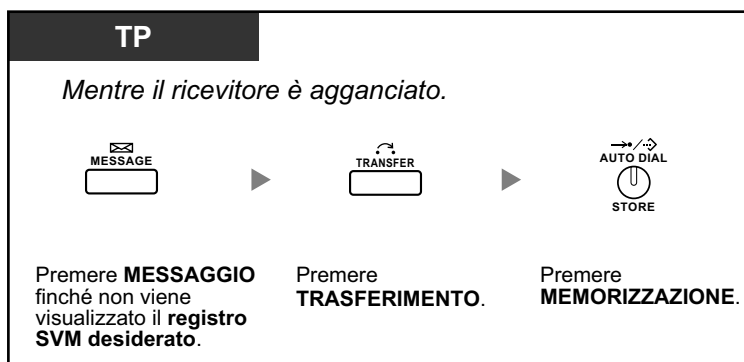 TP
Mentre il ricevitore è agganciato.
MESSAGE
TRANSFER
AUTO DIAL
STORE
Premere MESSAGGIO
finché non viene
visualizzato il registro
SVM desiderato.
Premere
TRASFERIMENTO.
Premere
MEMORIZZAZIONE.